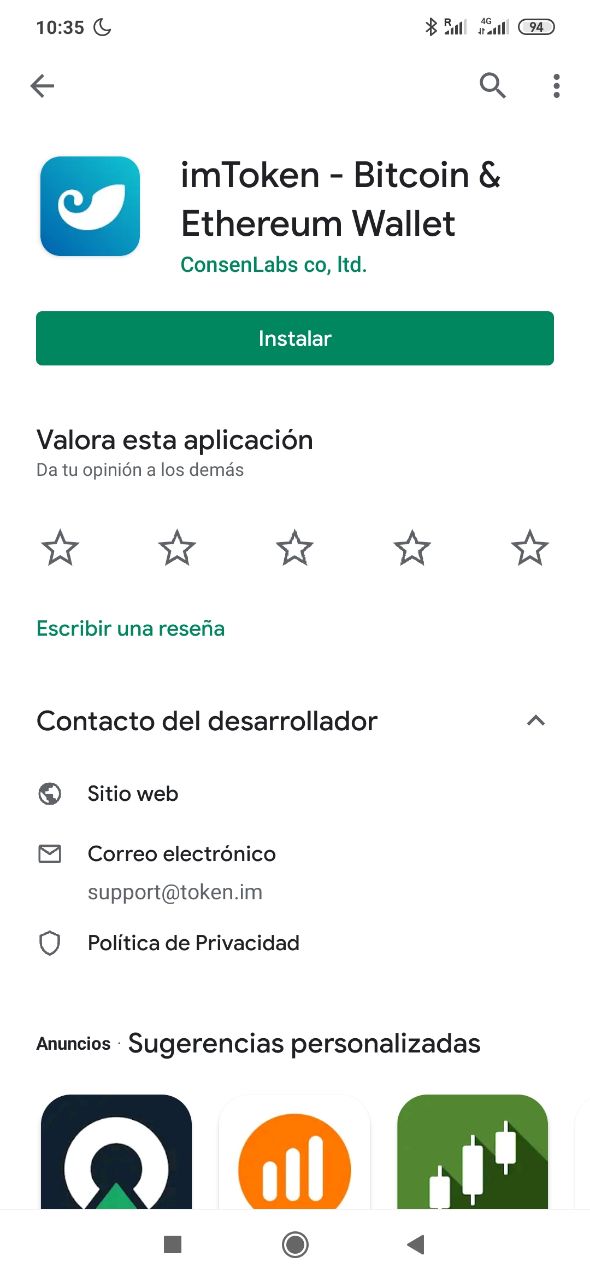 10:35
R
4G
94
imToken - Bitcoin &
Ethereum Wallet
ConsenLabs co, ltd.
Instalar
Valora esta aplicación
Da tu opinión a los demás
Escribir una reseña
Contacto del desarrollador
Sitio web
Correo electrónico
support@token.im
Política de Privacidad
Anuncios · Sugerencias personalizadas